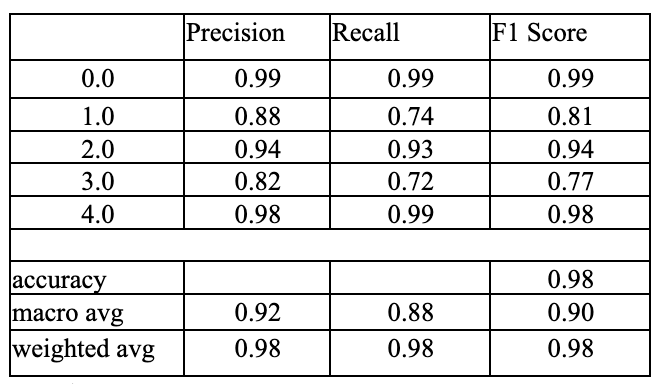 Precision Recall F1 Score
0.0 0.99 0.99 0.99
1.0 0.88 0.74 0.81
2.0 0.94 0.93 0.94
3.0 0.82 0.72 0.77
4.0 0.98 0.99 0.98
accuracy 0.98
macro avg 0.92 0.88 0.90
weighted avg 0.98 0.98 0.98